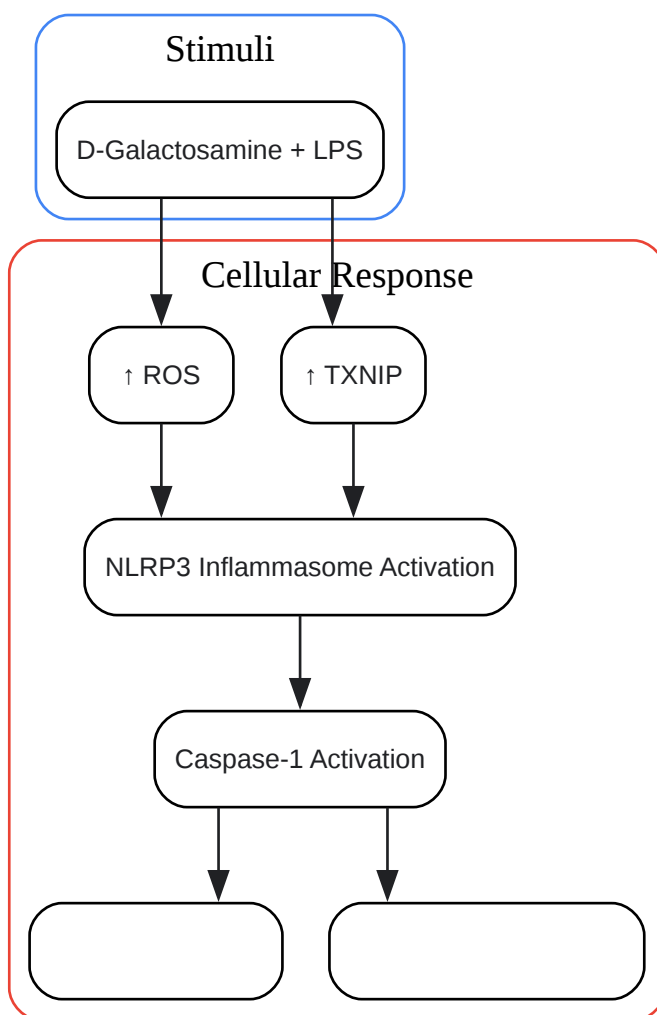 Stimuli
D-Galactosamine + LPS
Cellular Response
↑ ROS
↑ TXNIP
NLRP3 Inflammasome Activation
Caspase-1 Activation